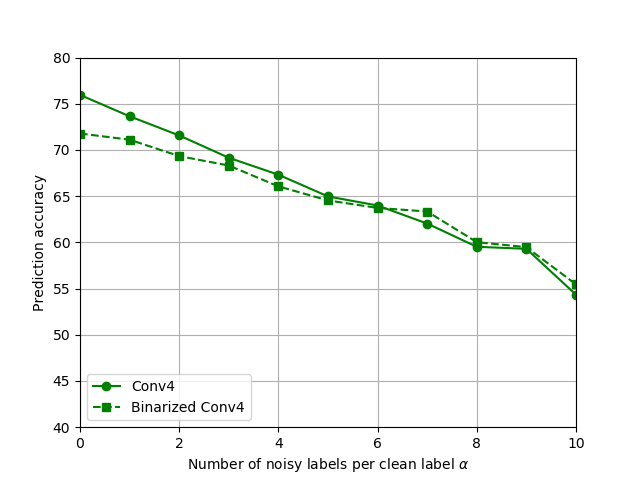 80
75
70
65
60
55
50
45
40
Prediction accuracy
Conv4
Binarized Conv4
0 2 4 6 8 10
Number of noisy labels per clean label α